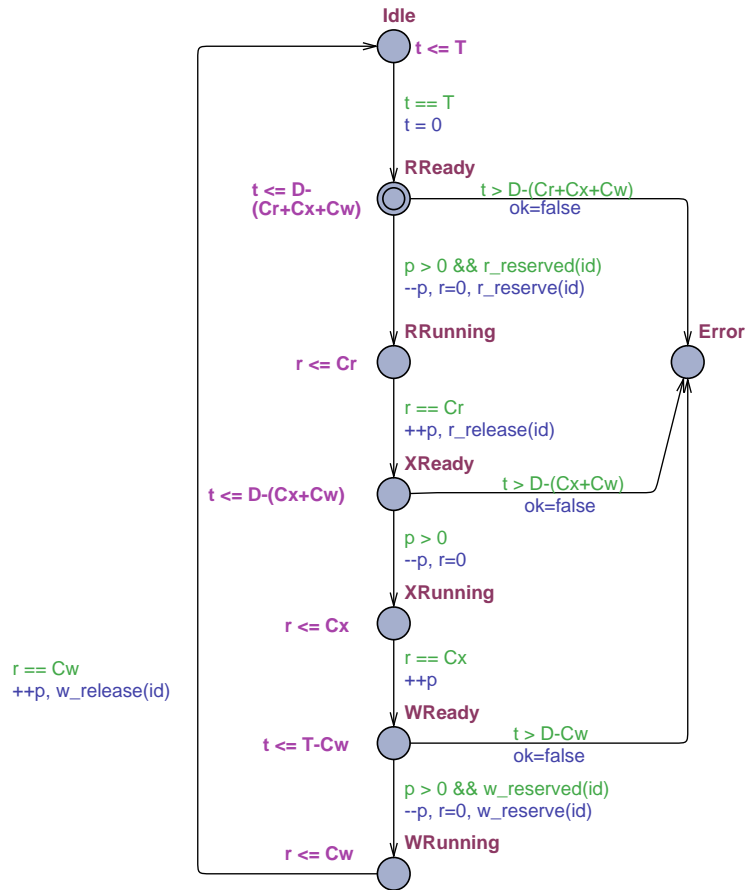 Idle
t <= T
t == T
t = 0
RReady
t <= D-
(Cr+Cx+Cw)
t > D-(Cr+Cx+Cw)
ok=false
p > 0 && r_reserved(id)
--p, r=0, r_reserve(id)
RRunning
Error
r <= Cr
r == Cr
++p, r_release(id)
XReady
t <= D-(Cx+Cw)
t > D-(Cx+Cw)
ok=false
p > 0
--p, r=0
XRunning
r <= Cx
r == Cx
++p
r == Cw
++p, w_release(id)
WReady
t <= T-Cw
t > D-Cw
ok=false
p > 0 && w_reserved(id)
--p, r=0, w_reserve(id)
WRunning
r <= Cw